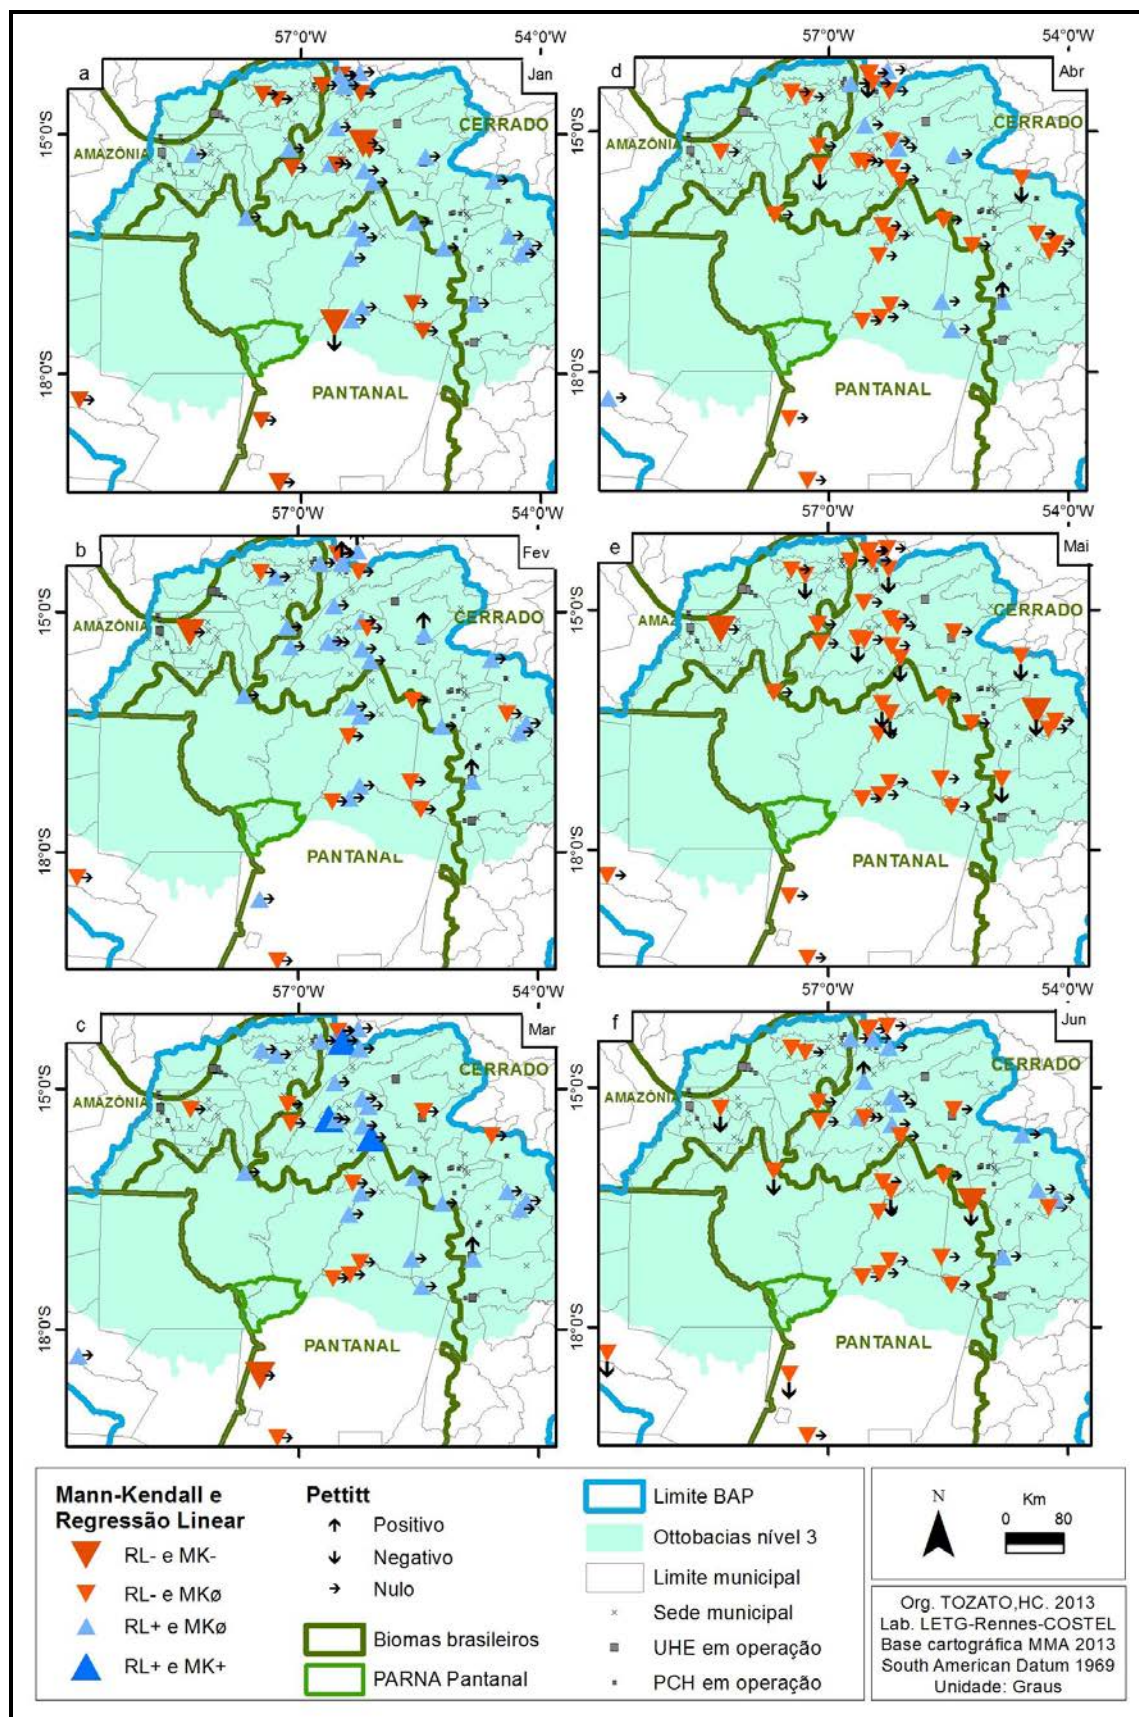 57°0'W 54°0'W 57°0'W 54°0'W
a Jan d Abr
15°0'S CERRADO 15°0'S CERRADO
AMAZÔNIA AMAZÔNIA
18°0'S PANTANAL 18°0'S PANTANAL
57°0'W 54°0'W 57°0'W 54°0'W
b Fev e Mai
15°0'S CERRADO 15°0'S CERRADO
AMAZÔNIA AMAZ
18°0'S PANTANAL 18°0'S PANTANAL
57°0'W 54°0'W 57°0'W 54°0'W
c Mar f Jun
15°0'S CERRADO 15°0'S CERRADO
AMAZÔNIA AMAZÔNIA
18°0'S PANTANAL 18°0'S PANTANAL
Mann-Kendall e
Regressão Linear
RL- e MK-
RL- e MKø
RL+ e MKø
RL+ e MK+
Pettitt
Positivo
Negativo
Nulo
Biomas brasileiros
PARNA Pantanal
Limite BAP
Ottobacias nível 3
Limite municipal
Sede municipal
UHE em operação
PCH em operação
N
Km
0 80
Org. TOZATO,HC. 2013
Lab. LETG-Rennes-COSTEL
Base cartográfica MMA 2013
South American Datum 1969
Unidade: Graus